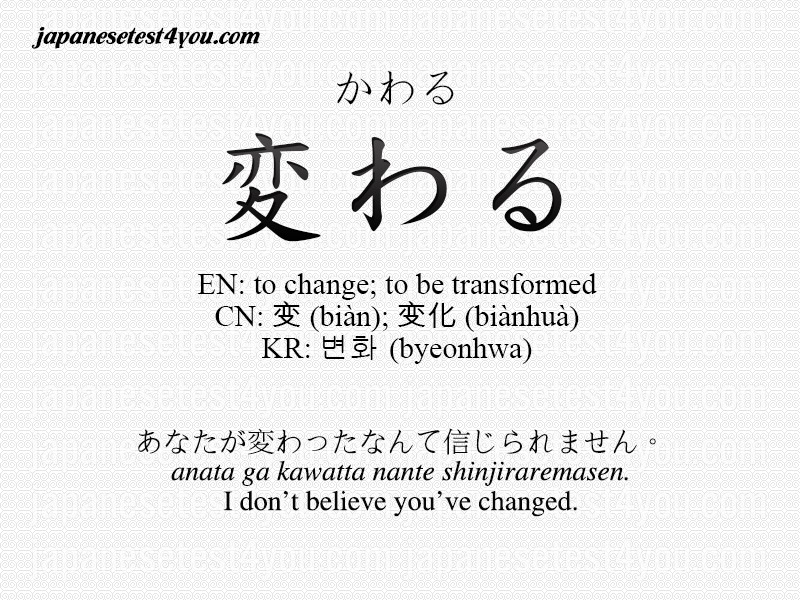 japanesetest4you.com
かわる
変わる
EN: to change; to be transformed
CN: 变 (biàn); 变化 (biànhuà)
KR: 변화 (byeonhwa)
あなたが変わったなんて信じられません。
anata ga kawatta nante shinjiraremasen.
I don’t believe you’ve changed.